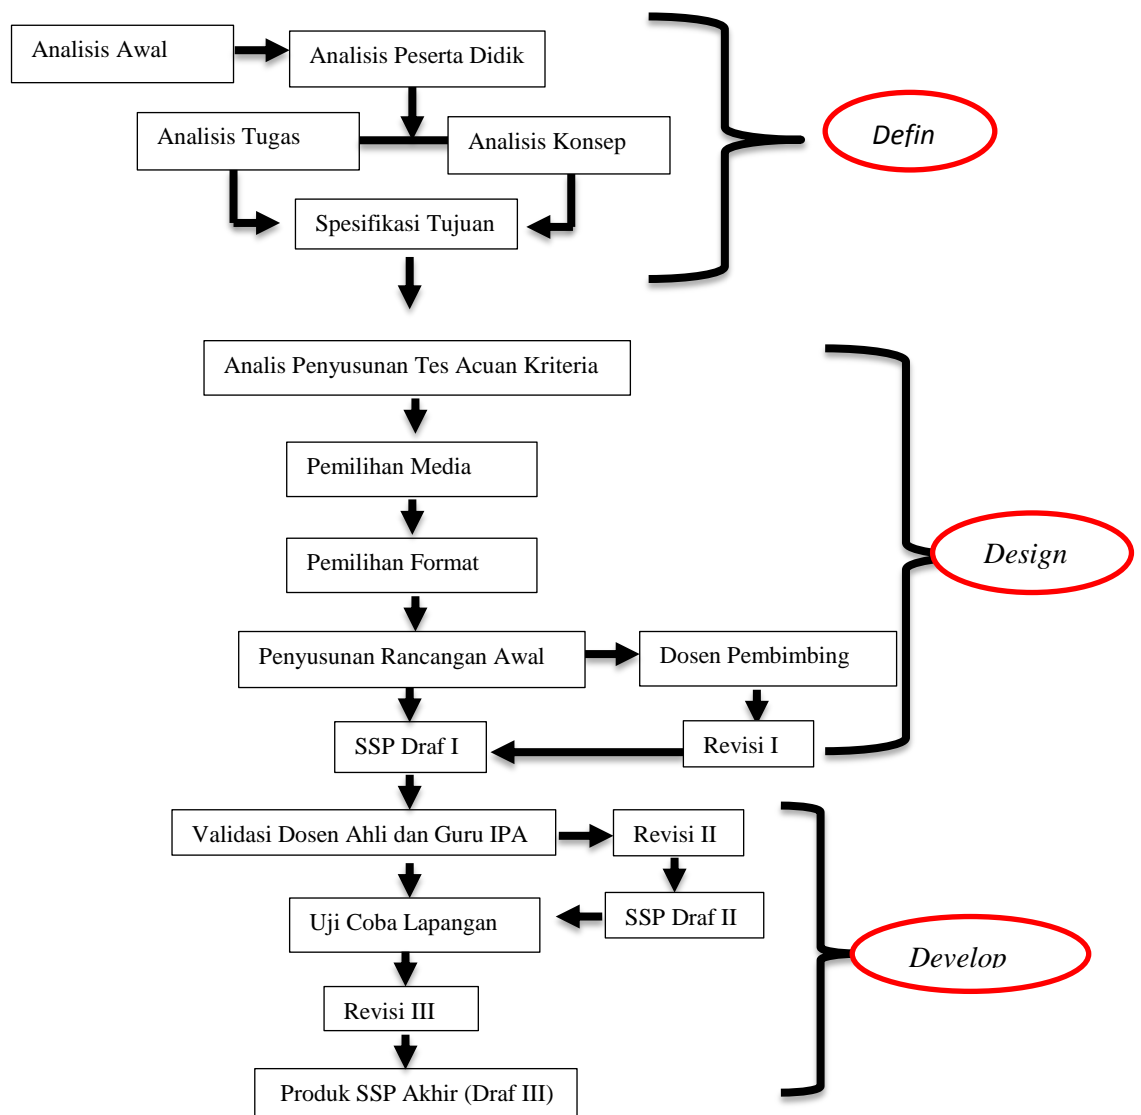 Analisis Awal
Analisis Peserta Didik
Analisis Tugas
Analisis Konsep
Spesifikasi Tujuan
Defin
Analis Penyusunan Tes Acuan Kriteria
Pemilihan Media
Pemilihan Format
Design
Penyusunan Rancangan Awal
Dosen Pembimbing
SSP Draf I
Revisi I
Validasi Dosen Ahli dan Guru IPA
Revisi II
Uji Coba Lapangan
SSP Draf II
Develop
Revisi III
Produk SSP Akhir (Draf III)